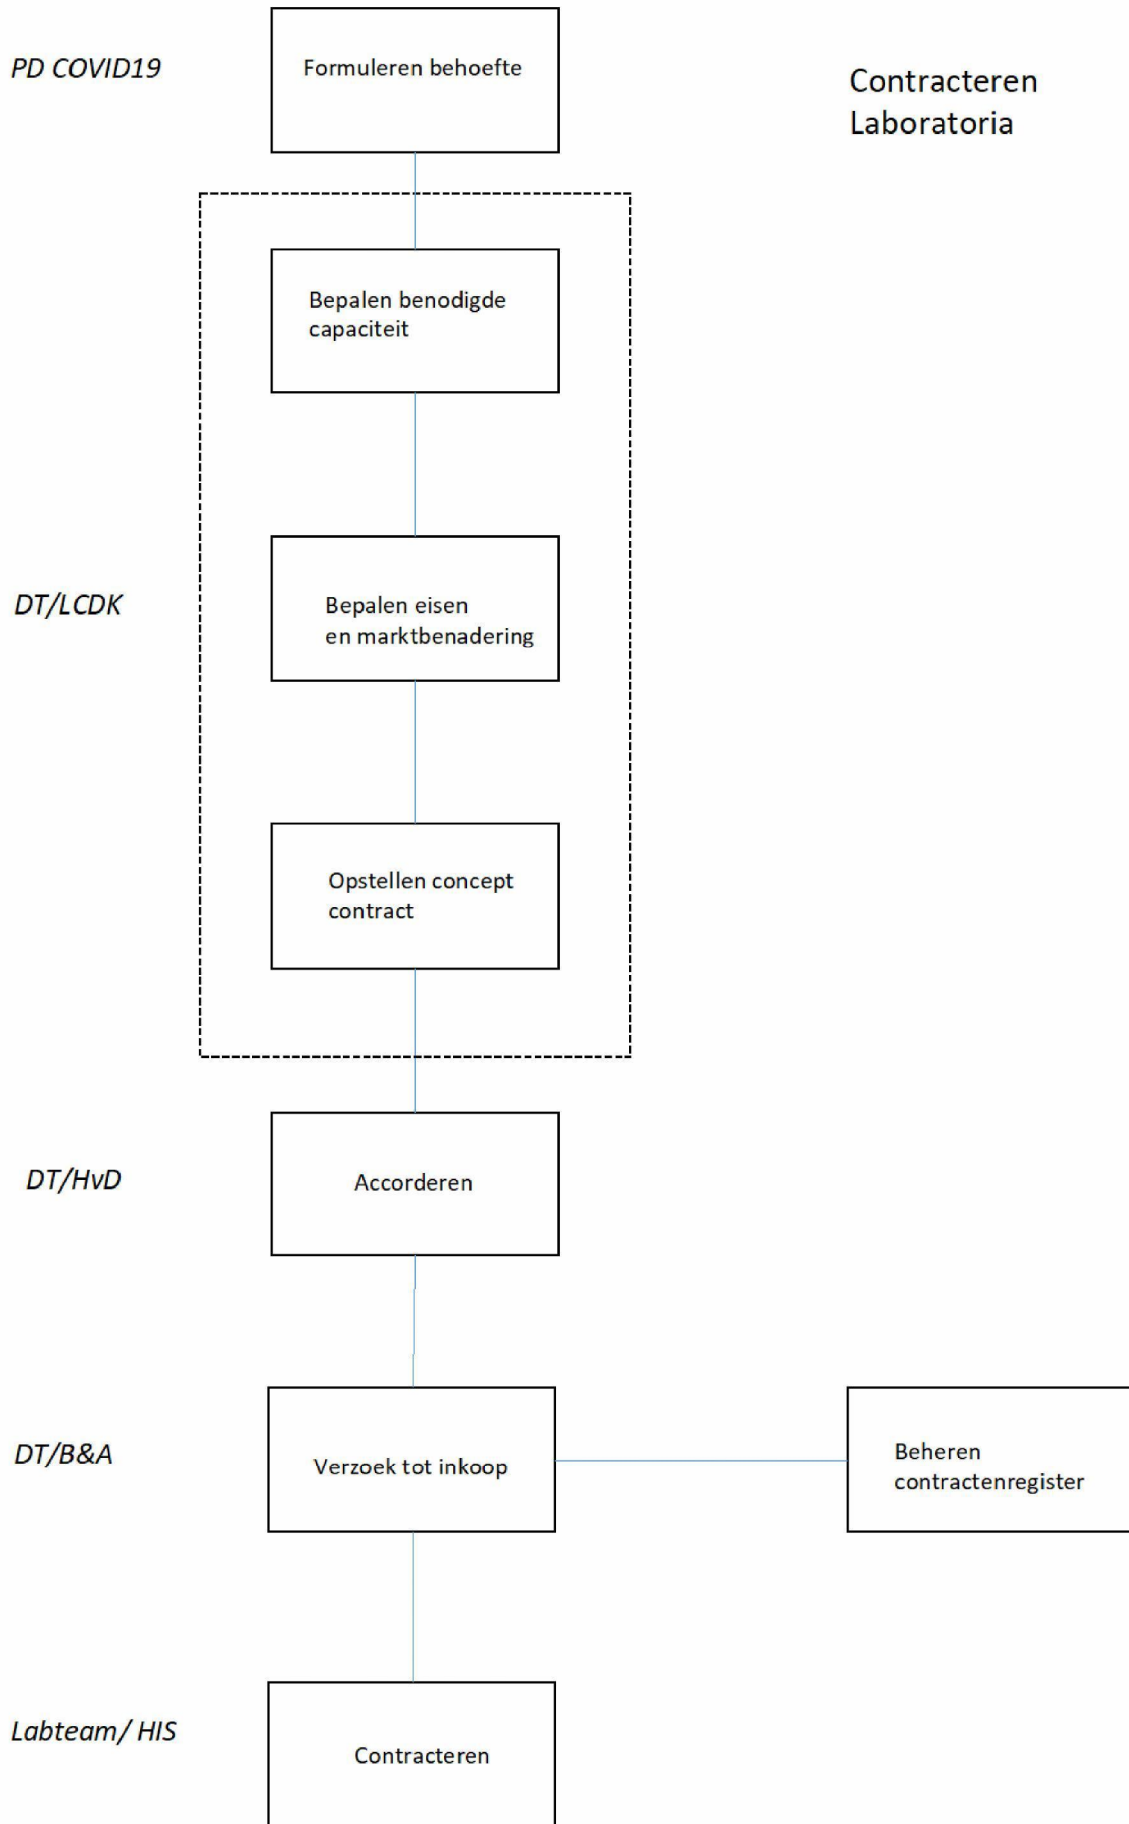 PD COVID19
Formuleren behoefte
Contracteren
Laboratoria
Bepalen benodigde
capaciteit
DT/LCDK
Bepalen eisen
en marktbenadering
Opstellen concept
contract
DT/HvD
Accorderen
DT/B&A
Verzoek tot inkoop
Beheren
contractenregister
Labteam/ HIS
Contracteren